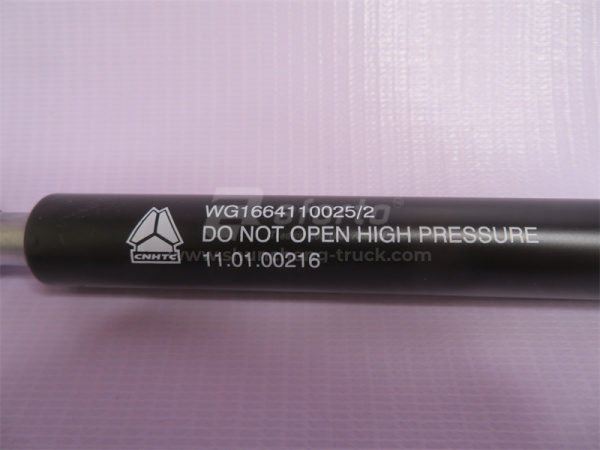 WG1664110025/2
DO NOT OPEN HIGH PRESSURE
CNHTC
11.01.00216